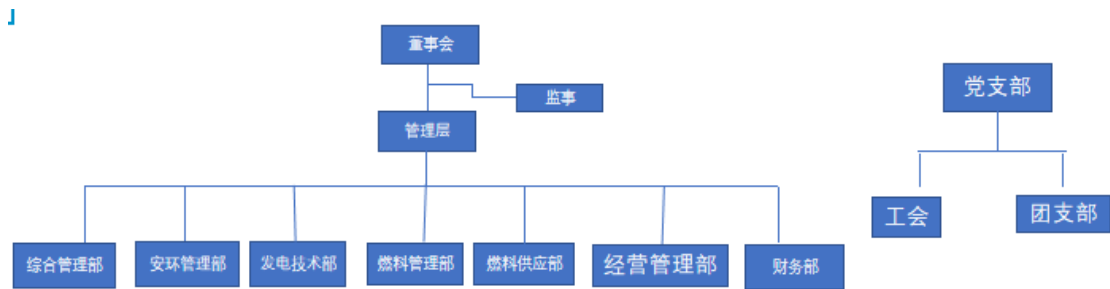 董事会
监事
管理层
综合管理部
安环管理部
发电技术部
燃料管理部
燃料供应部
经营管理部
财务部
党支部
工会
团支部